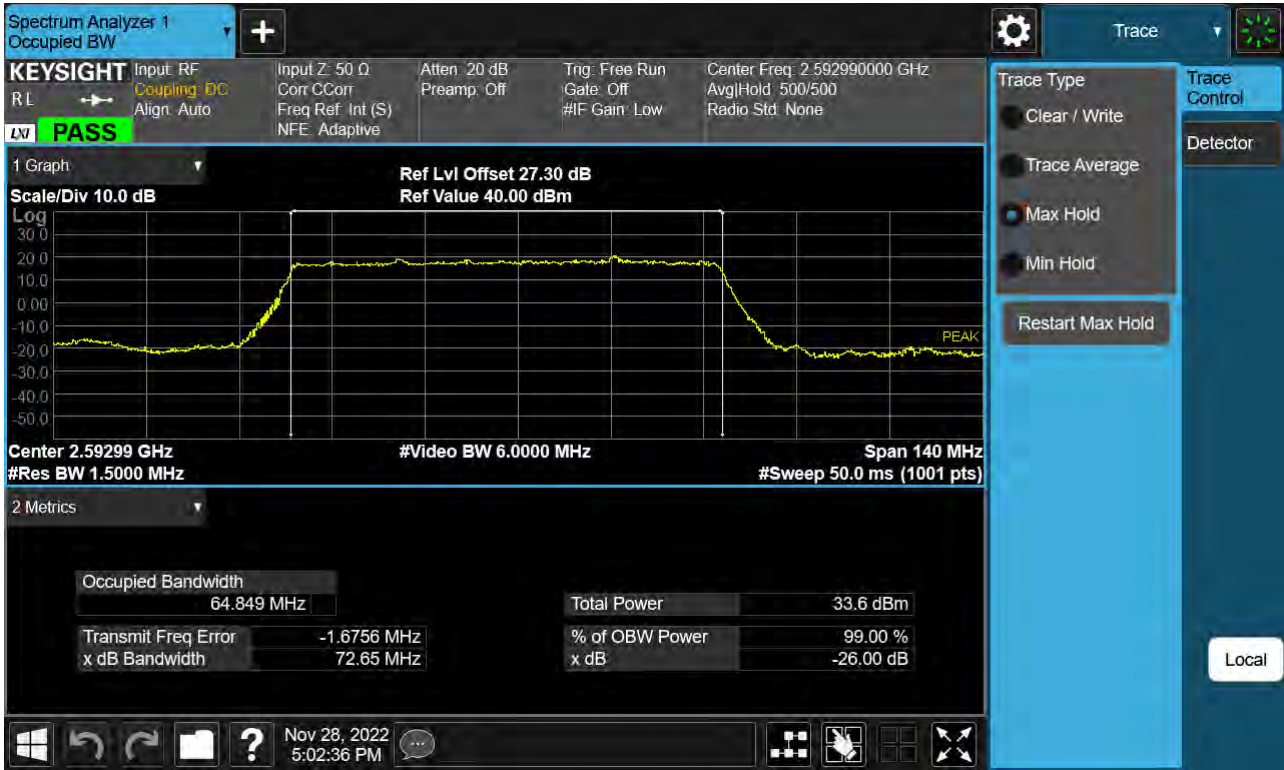 Spectrum Analyzer 1
Occupied BW
Trace
KEYSIGHT
RL
LXI
PASS
Input: RF
Coupling: DC
Align: Auto
Input Z: 50 Ω
Corr CCorr
Freq Ref: Int (S)
NFE: Adaptive
Atten: 20 dB
Preamp: Off
Trig: Free Run
Gate: Off
#IF Gain: Low
Center Freq: 2.592990000 GHz
Avg|Hold: 500/500
Radio Std: None
1 Graph
Scale/Div 10.0 dB
Ref Lvl Offset 27.30 dB
Ref Value 40.00 dBm
Log
30.0
20.0
10.0
0.00
-10.0
-20.0
-30.0
-40.0
-50.0
PEAK
Center 2.59299 GHz
#Video BW 6.0000 MHz
Span 140 MHz
#Res BW 1.5000 MHz
#Sweep 50.0 ms (1001 pts)
2 Metrics
Occupied Bandwidth
64.849 MHz
Total Power 33.6 dBm
Transmit Freq Error -1.6756 MHz
% of OBW Power 99.00 %
x dB Bandwidth 72.65 MHz
x dB -26.00 dB
Trace Type
Clear / Write
Trace Average
Max Hold
Min Hold
Restart Max Hold
Trace
Control
Detector
Local
?
Nov 28, 2022
5:02:36 PM